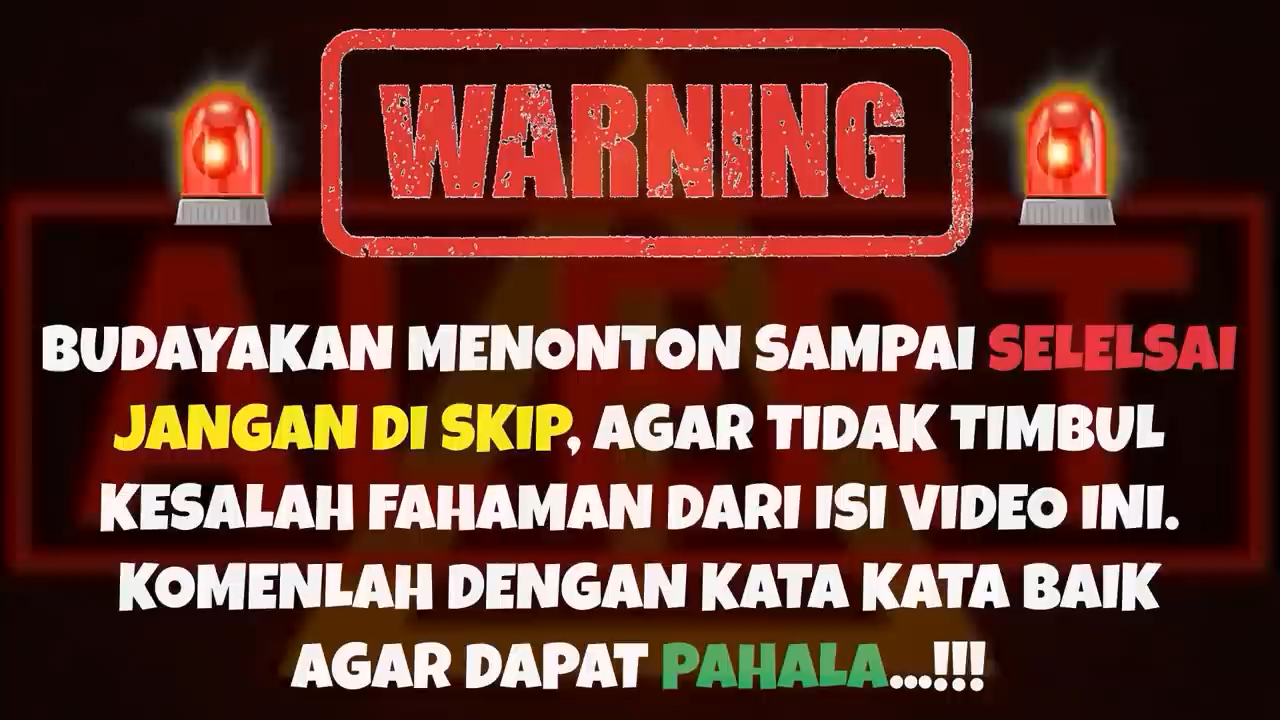 WARNING
ALERT
BUDAYAKAN MENONTON SAMPAI SELELSAI
JANGAN DI SKIP, AGAR TIDAK TIMBUL
KESALAH FAHAMAN DARI ISI VIDEO INI.
KOMENLAH DENGAN KATA KATA BAIK
AGAR DAPAT PAHALA...!!!